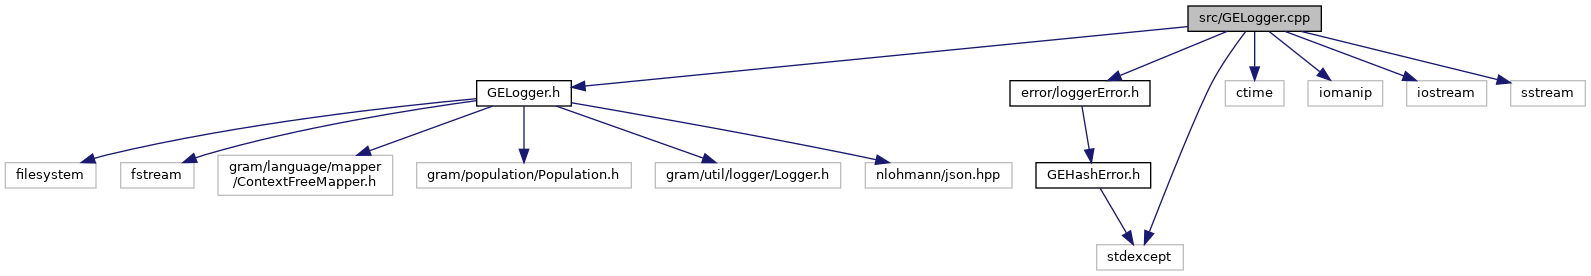 src/GELogger.cpp
GELogger.h
error/loggerError.h
ctime
iomanip
iostream
sstream
filesystem
fstream
gram/language/mapper
/ContextFreeMapper.h
gram/population/Population.h
gram/util/logger/Logger.h
nlohmann/json.hpp
GEHashError.h
stdexcept